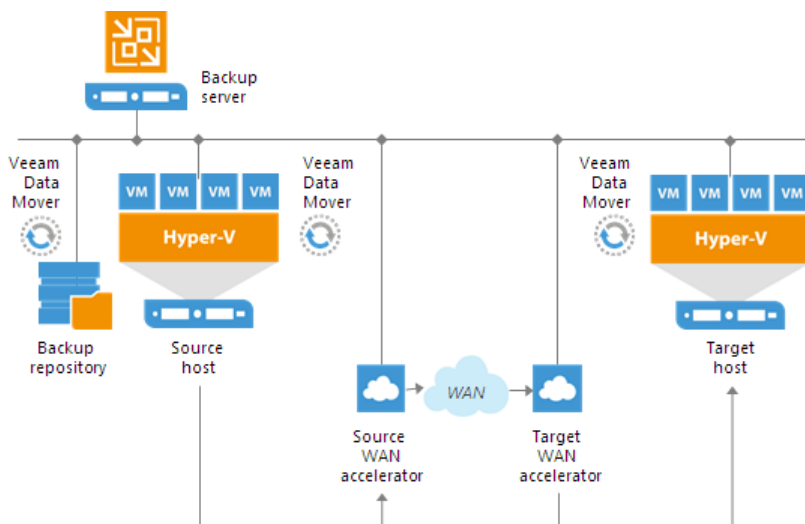 Backup
server
Veeam
Data
Mover
VM VM VM VM
Hyper-V
Veeam
Data
Mover
Veeam
Data
Mover
VM VM VM VM
Hyper-V
Backup
repository
Source
host
Target
host
WAN
Source
WAN
accelerator
Target
WAN
accelerator